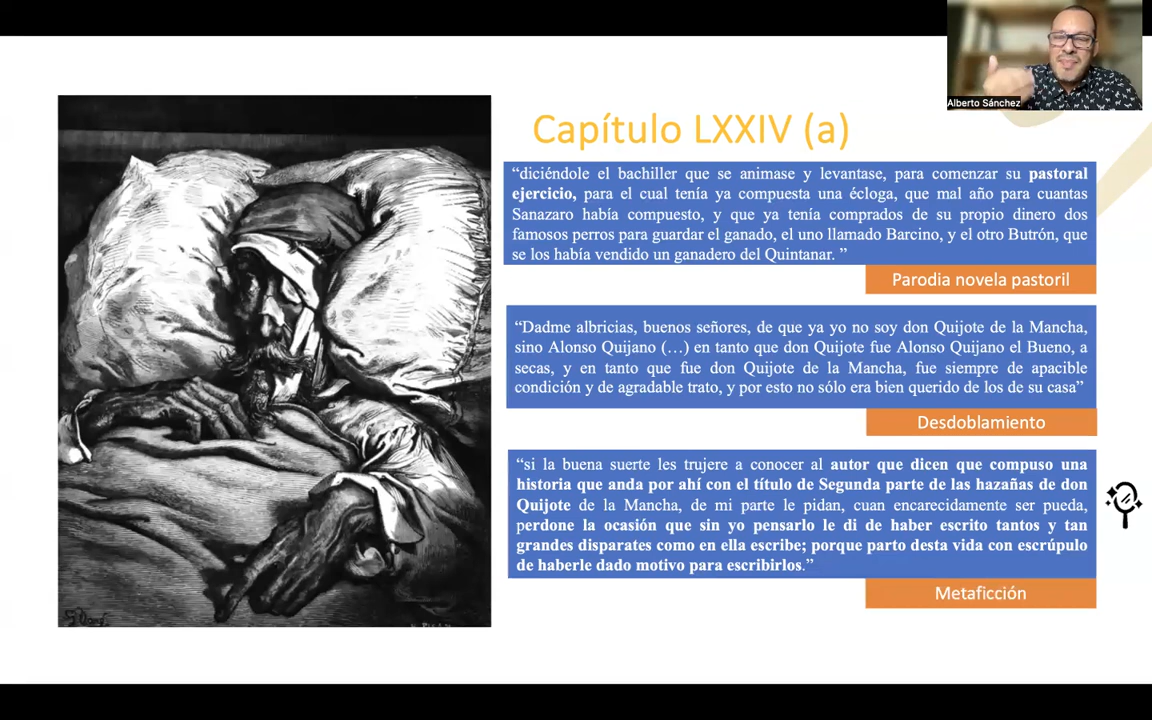 Alberto Sánchez
Capítulo LXXIV (a)
“diciéndole el bachiller que se animase y levantase, para comenzar su pastoral
ejercicio, para el cual tenía ya compuesta una écloga, que mal año para cuantas
Sanazaro había compuesto, y que ya tenía comprados de su propio dinero dos
famosos perros para guardar el ganado, el uno llamado Barcino, y el otro Butrón, que
se los había vendido un ganadero del Quintanar. ”
Parodia novela pastoril
“Dadme albricias, buenos señores, de que ya yo no soy don Quijote de la Mancha,
sino Alonso Quijano (…) en tanto que don Quijote fue Alonso Quijano el Bueno, a
secas, y en tanto que fue don Quijote de la Mancha, fue siempre de apacible
condición y de agradable trato, y por esto no sólo era bien querido de los de su casa”
Desdoblamiento
“si la buena suerte les trujere a conocer al autor que dicen que compuso una
historia que anda por ahí con el título de Segunda parte de las hazañas de don
Quijote de la Mancha, de mi parte le pidan, cuan encarecidamente ser pueda,
perdone la ocasión que sin yo pensarlo le di de haber escrito tantos y tan
grandes disparates como en ella escribe; porque parto desta vida con escrúpulo
de haberle dado motivo para escribirlos.”
Metaficción
G. Doré